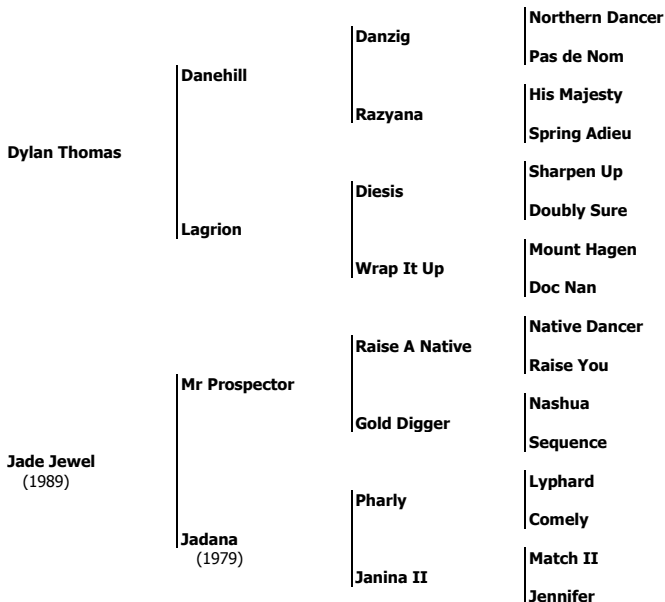 Northern Dancer
Danzig
Pas de Nom
Danehill
His Majesty
Razyana
Spring Adieu
Dylan Thomas
Sharpen Up
Diesis
Doubly Sure
Lagrion
Mount Hagen
Wrap It Up
Doc Nan
Native Dancer
Raise A Native
Raise You
Mr Prospector
Nashua
Gold Digger
Sequence
Jade Jewel
(1989)
Lyphard
Pharly
Comely
Jadana
(1979)
Match II
Janina II
Jennifer